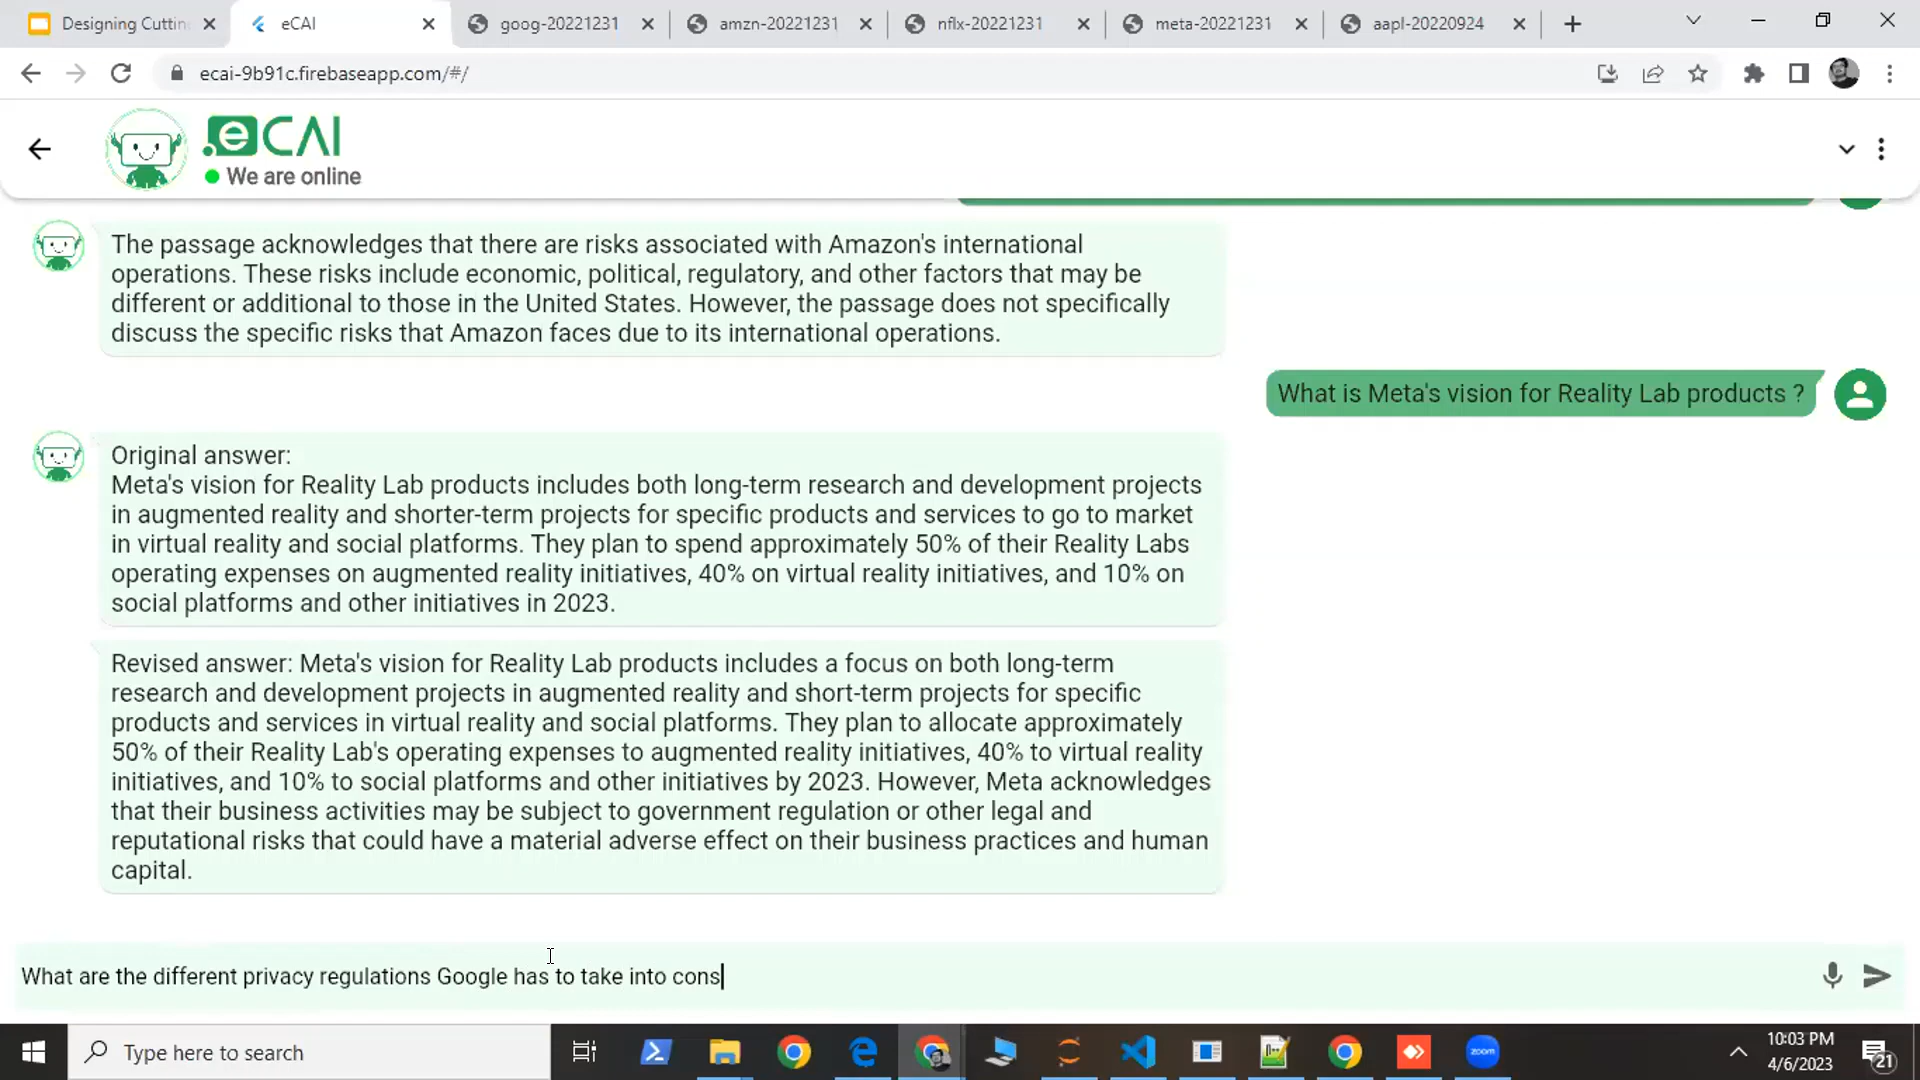 Designing Cuttin
eCAI
goog-20221231
amzn-20221231
nflx-20221231
meta-20221231
aapl-20220924
ecai-9b91c.firebaseapp.com/#/
.eCAI
We are online
The passage acknowledges that there are risks associated with Amazon's international
operations. These risks include economic, political, regulatory, and other factors that may be
different or additional to those in the United States. However, the passage does not specifically
discuss the specific risks that Amazon faces due to its international operations.
What is Meta's vision for Reality Lab products ?
Original answer:
Meta's vision for Reality Lab products includes both long-term research and development projects
in augmented reality and shorter-term projects for specific products and services to go to market
in virtual reality and social platforms. They plan to spend approximately 50% of their Reality Labs
operating expenses on augmented reality initiatives, 40% on virtual reality initiatives, and 10% on
social platforms and other initiatives in 2023.
Revised answer: Meta's vision for Reality Lab products includes a focus on both long-term
research and development projects in augmented reality and short-term projects for specific
products and services in virtual reality and social platforms. They plan to allocate approximately
50% of their Reality Lab's operating expenses to augmented reality initiatives, 40% to virtual reality
initiatives, and 10% to social platforms and other initiatives by 2023. However, Meta acknowledges
that their business activities may be subject to government regulation or other legal and
reputational risks that could have a material adverse effect on their business practices and human
capital.
What are the different privacy regulations Google has to take into cons
Type here to search
zoom
10:03 PM
4/6/2023
21